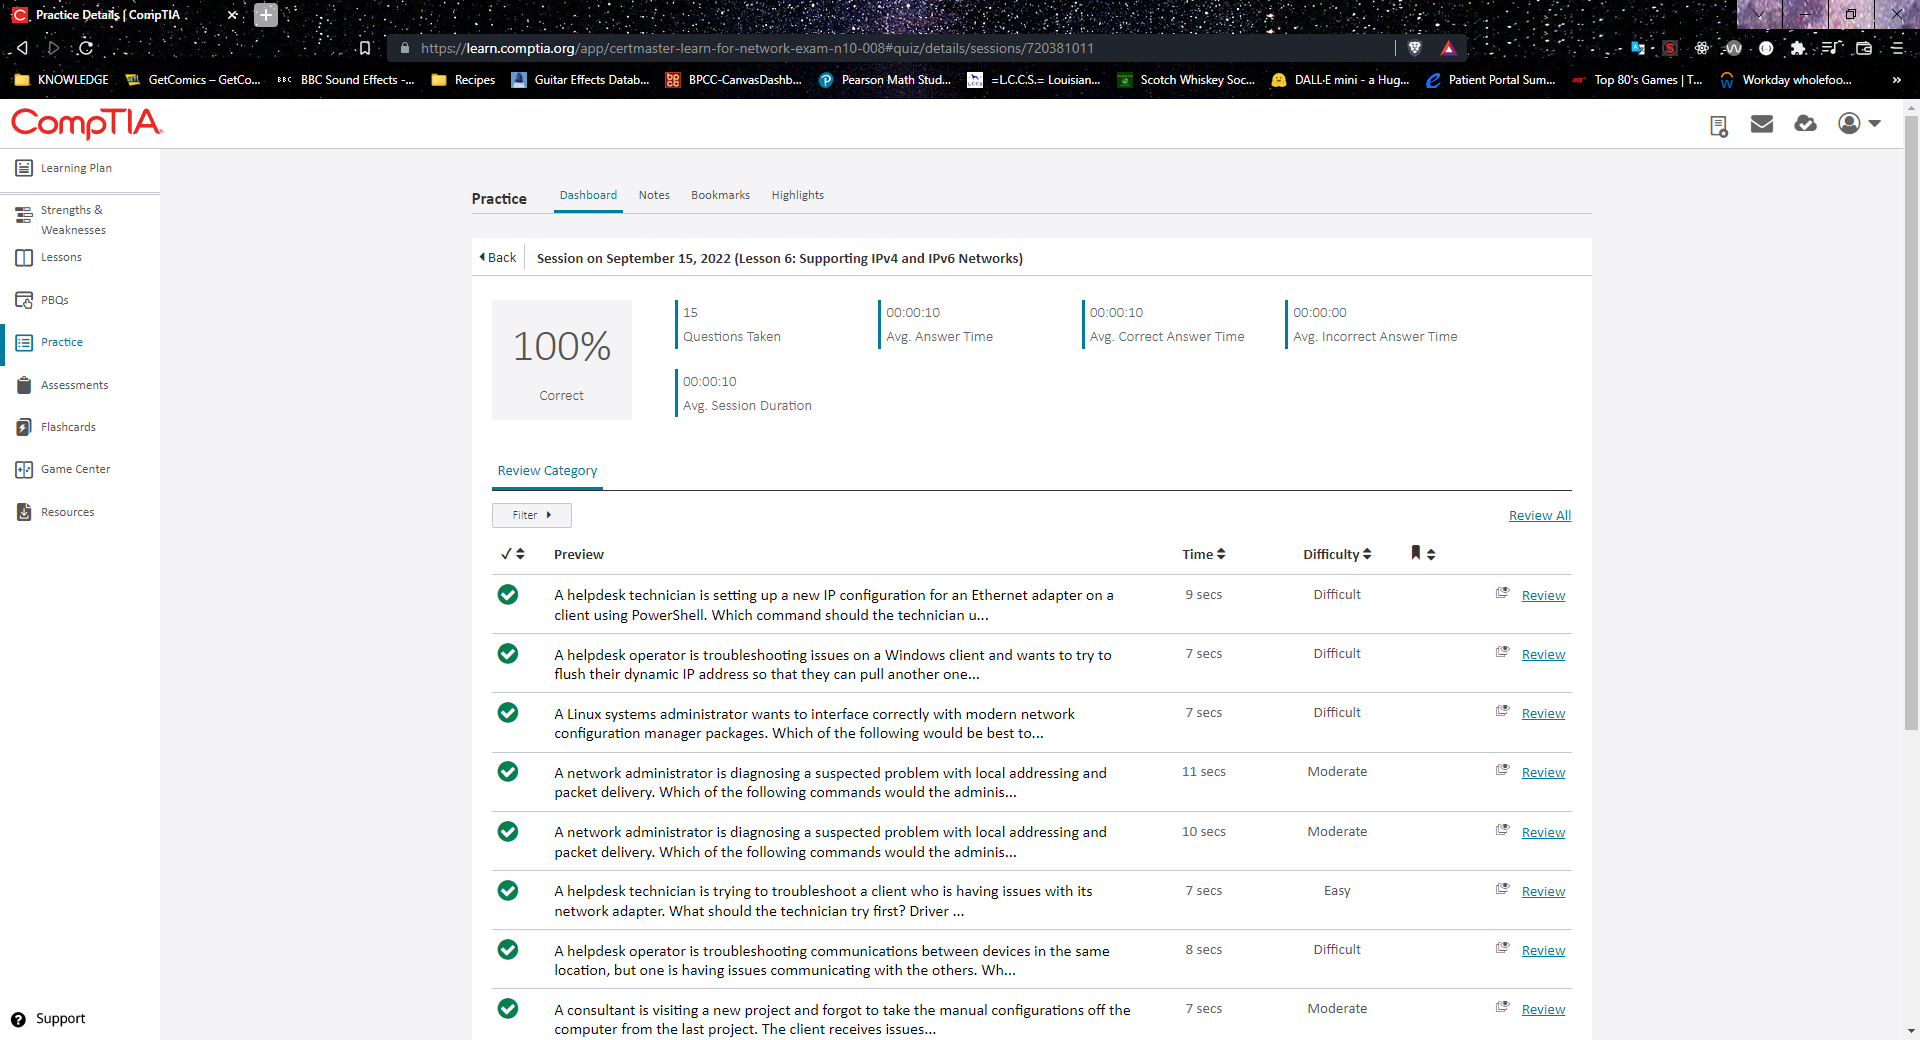 Practice Details | CompTIA
https://learn.comptia.org/app/certmaster-learn-for-network-exam-n10-008#quiz/details/sessions/720381011
KNOWLEDGE
GetComics – GetCo...
BBC BBC Sound Effects -...
Recipes
Guitar Effects Datab...
BPCC-CanvasDashb...
Pearson Math Stud...
=L.C.C.S.= Louisian...
Scotch Whiskey Soc...
DALL·E mini - a Hug...
Patient Portal Sum...
Top 80's Games | T...
Workday wholefoo...
»
CompTIA.
Learning Plan
Strengths &
Weaknesses
Lessons
PBQs
Practice
Assessments
Flashcards
Game Center
Resources
Support
Practice
Dashboard
Notes
Bookmarks
Highlights
Back
Session on September 15, 2022 (Lesson 6: Supporting IPv4 and IPv6 Networks)
100%
Correct
15
Questions Taken
00:00:10
Avg. Answer Time
00:00:10
Avg. Correct Answer Time
00:00:00
Avg. Incorrect Answer Time
00:00:10
Avg. Session Duration
Review Category
Filter
Review All
Preview
Time
Difficulty
A helpdesk technician is setting up a new IP configuration for an Ethernet adapter on a
client using PowerShell. Which command should the technician u...
9 secs
Difficult
Review
A helpdesk operator is troubleshooting issues on a Windows client and wants to try to
flush their dynamic IP address so that they can pull another one...
7 secs
Difficult
Review
A Linux systems administrator wants to interface correctly with modern network
configuration manager packages. Which of the following would be best to...
7 secs
Difficult
Review
A network administrator is diagnosing a suspected problem with local addressing and
packet delivery. Which of the following commands would the adminis...
11 secs
Moderate
Review
A network administrator is diagnosing a suspected problem with local addressing and
packet delivery. Which of the following commands would the adminis...
10 secs
Moderate
Review
A helpdesk technician is trying to troubleshoot a client who is having issues with its
network adapter. What should the technician try first? Driver ...
7 secs
Easy
Review
A helpdesk operator is troubleshooting communications between devices in the same
location, but one is having issues communicating with the others. Wh...
8 secs
Difficult
Review
A consultant is visiting a new project and forgot to take the manual configurations off the
computer from the last project. The client receives issues...
7 secs
Moderate
Review